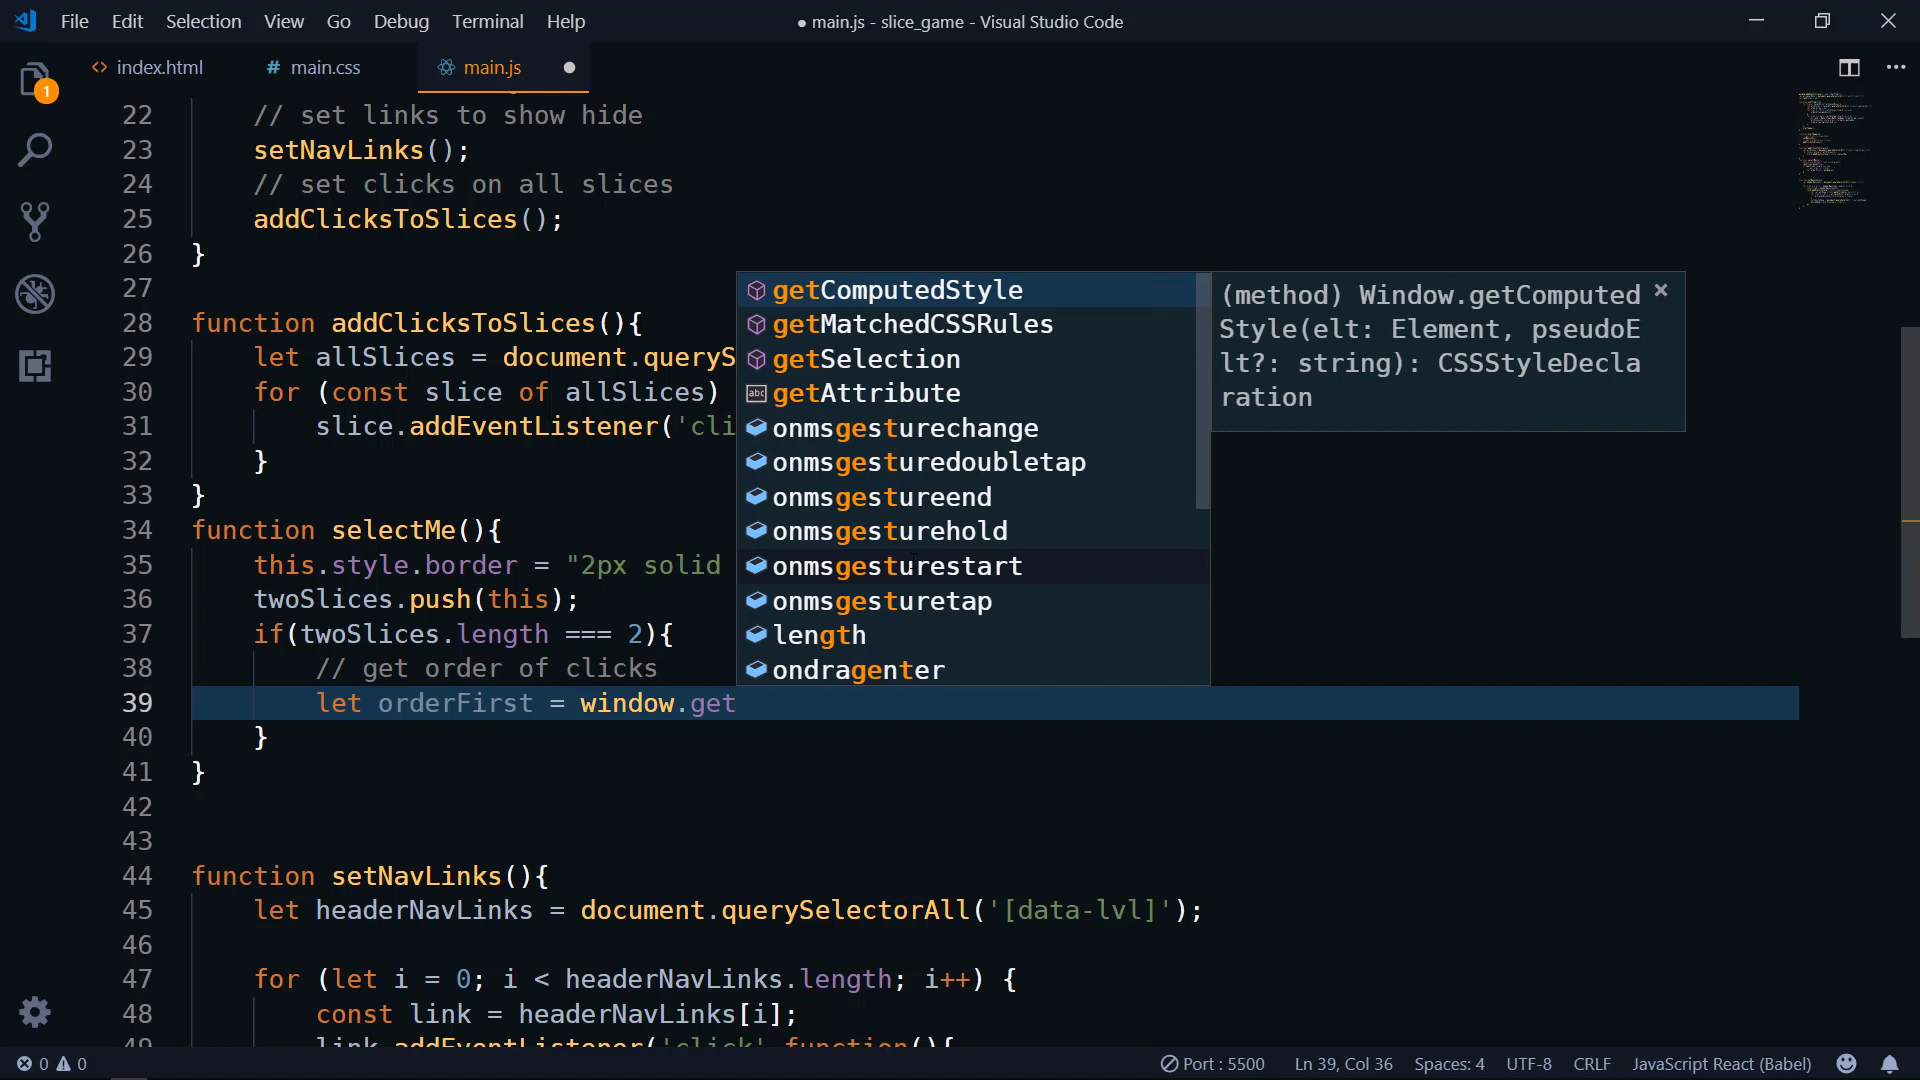 File Edit Selection View Go Debug Terminal Help
● main.js - slice_game - Visual Studio Code
1
<> index.html
# main.css
main.js ●
22 // set links to show hide
23 setNavLinks();
24 // set clicks on all slices
25 addClicksToSlices();
26 }
27
28 function addClicksToSlices(){
29 let allSlices = document.queryS
30 for (const slice of allSlices)
31 slice.addEventListener('cli
32 }
33 }
34 function selectMe(){
35 this.style.border = "2px solid
36 twoSlices.push(this);
37 if(twoSlices.length === 2){
38 // get order of clicks
39 let orderFirst = window.get
40 }
41 }
42
43
44 function setNavLinks(){
45 let headerNavLinks = document.querySelectorAll('[data-lvl]');
46
47 for (let i = 0; i < headerNavLinks.length; i++) {
48 const link = headerNavLinks[i];
49 link.addEventListener('click',function(){
getComputedStyle
getMatchedCSSRules
getSelection
abc getAttribute
onmsgesturechange
onmsgesturedoubletap
onmsgestureend
onmsgesturehold
onmsgesturestart
onmsgesturetap
length
ondragenter
(method) Window.getComputed
Style(elt: Element, pseudoE
lt?: string): CSSStyleDecla
ration
0 0 Port : 5500 Ln 39, Col 36 Spaces: 4 UTF-8 CRLF JavaScript React (Babel)